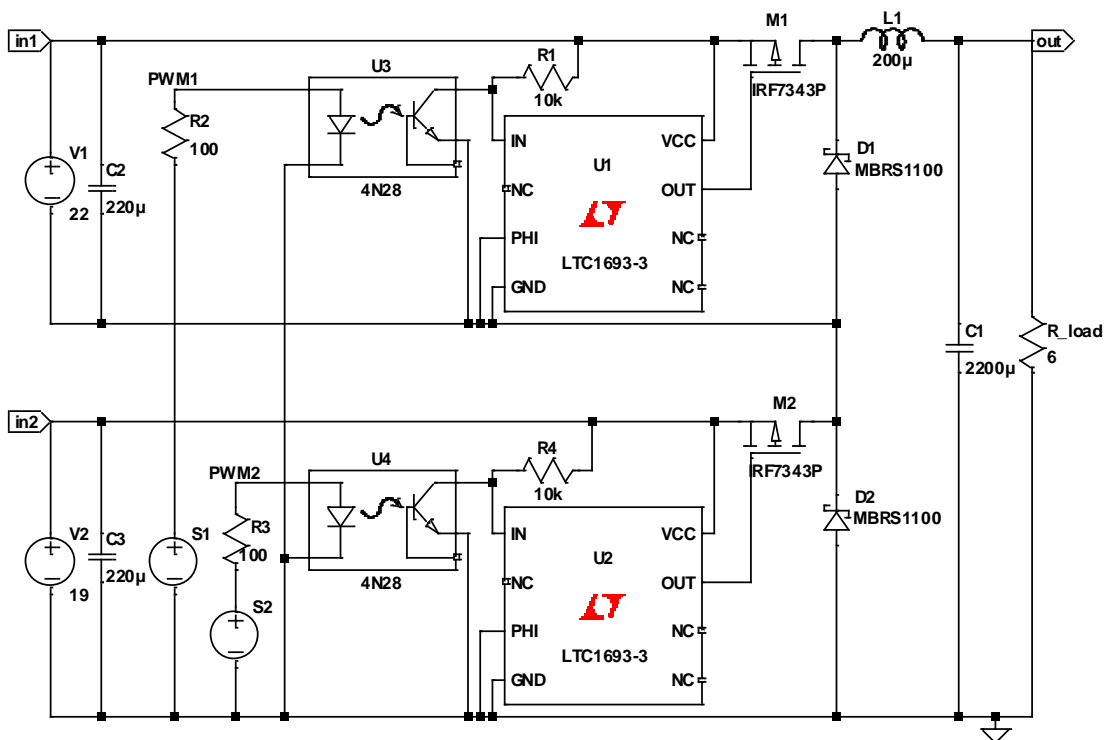 in1
M1
L1
out
U3
R1
PWM1
200µ
10k
IRF7343P
R2
100
IN
VCC
V1
C2
U1
D1
MBRS1100
4N28
NC
OUT
22
220µ
PHI
NC
LTC1693-3
GND
NC
C1
R_load
2200µ
6
in2
M2
R4
U4
PWM2
10k
IRF7343P
D2
MBRS1100
R3
100
V2
C3
S1
IN
VCC
U2
19
220µ
4N28
NC
OUT
S2
PHI
NC
LTC1693-3
GND
NC